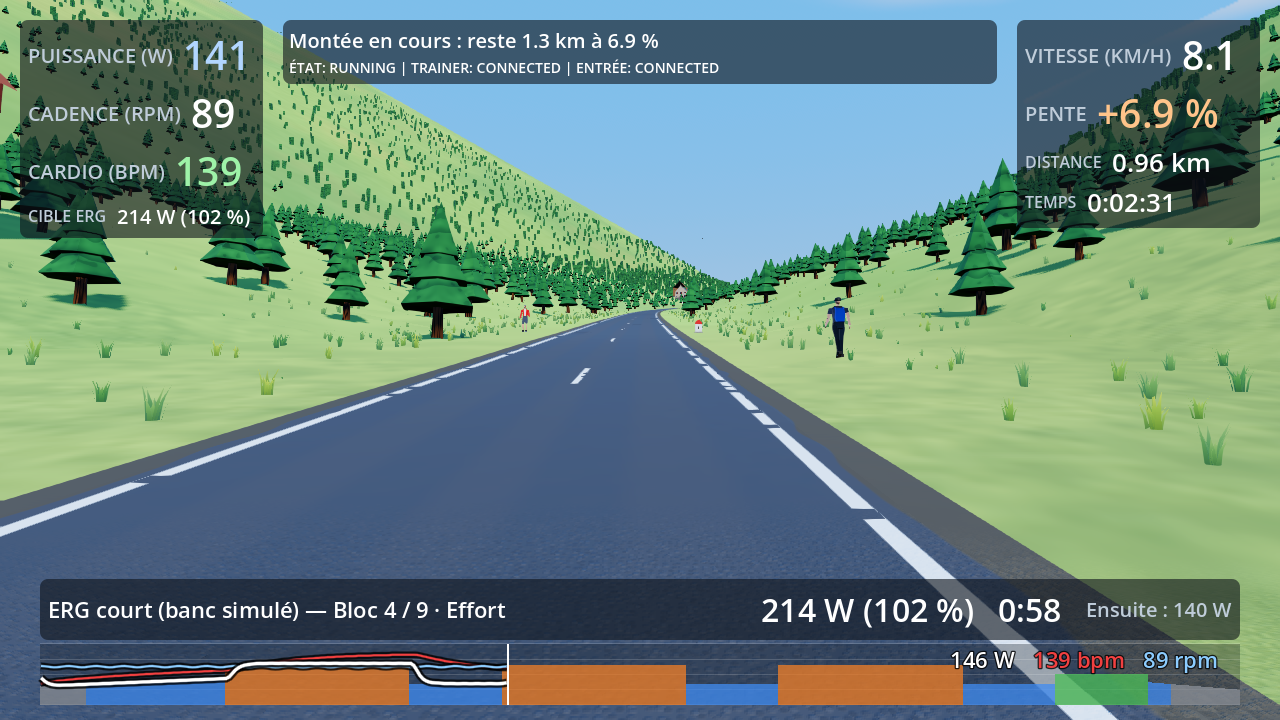 PUISSANCE (W) 141
CADENCE (RPM) 89
CARDIO (BPM) 139
CIBLE ERG 214 W (102 %)
Montée en cours : reste 1.3 km à 6.9 %
ÉTAT: RUNNING | TRAINER: CONNECTED | ENTRÉE: CONNECTED
VITESSE (KM/H) 8.1
PENTE +6.9 %
DISTANCE 0.96 km
TEMPS 0:02:31
ERG court (banc simulé) — Bloc 4 / 9 · Effort 214 W (102 %) 0:58 Ensuite : 140 W
146 W 139 bpm 89 rpm